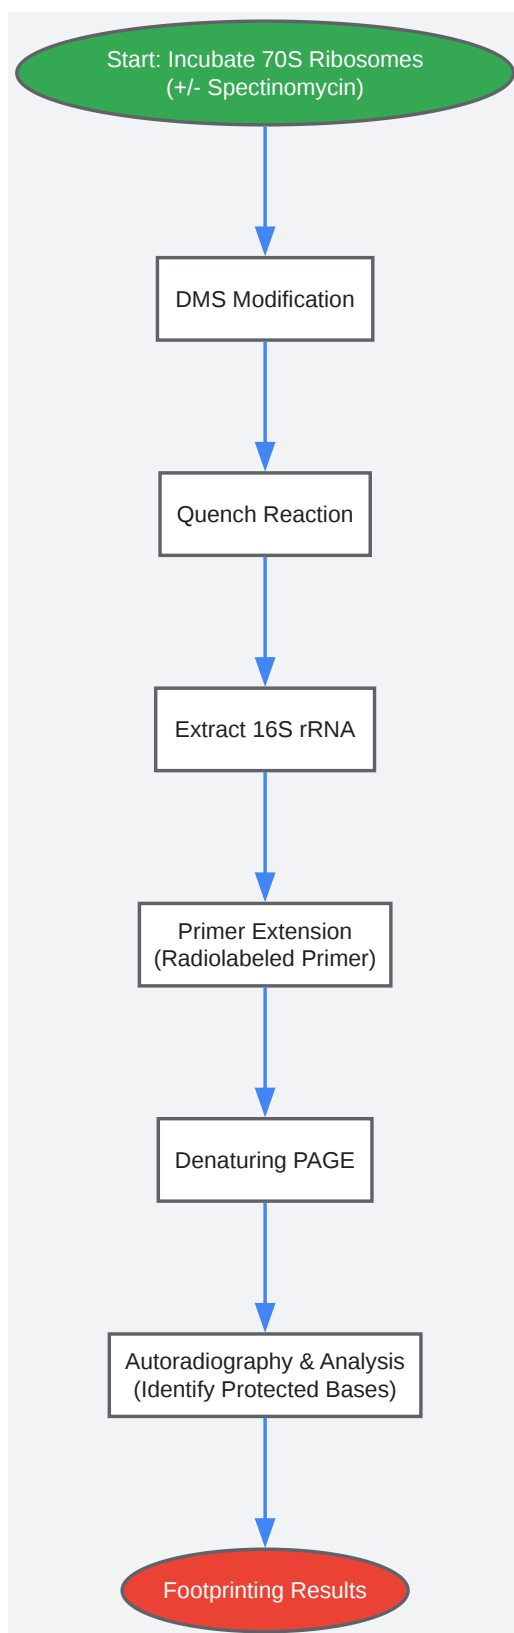 Start: Incubate 70S Ribosomes
(+/- Spectinomycin)
DMS Modification
Quench Reaction
Extract 16S rRNA
Primer Extension
(Radiolabeled Primer)
Denaturing PAGE
Autoradiography & Analysis
(Identify Protected Bases)
Footprinting Results